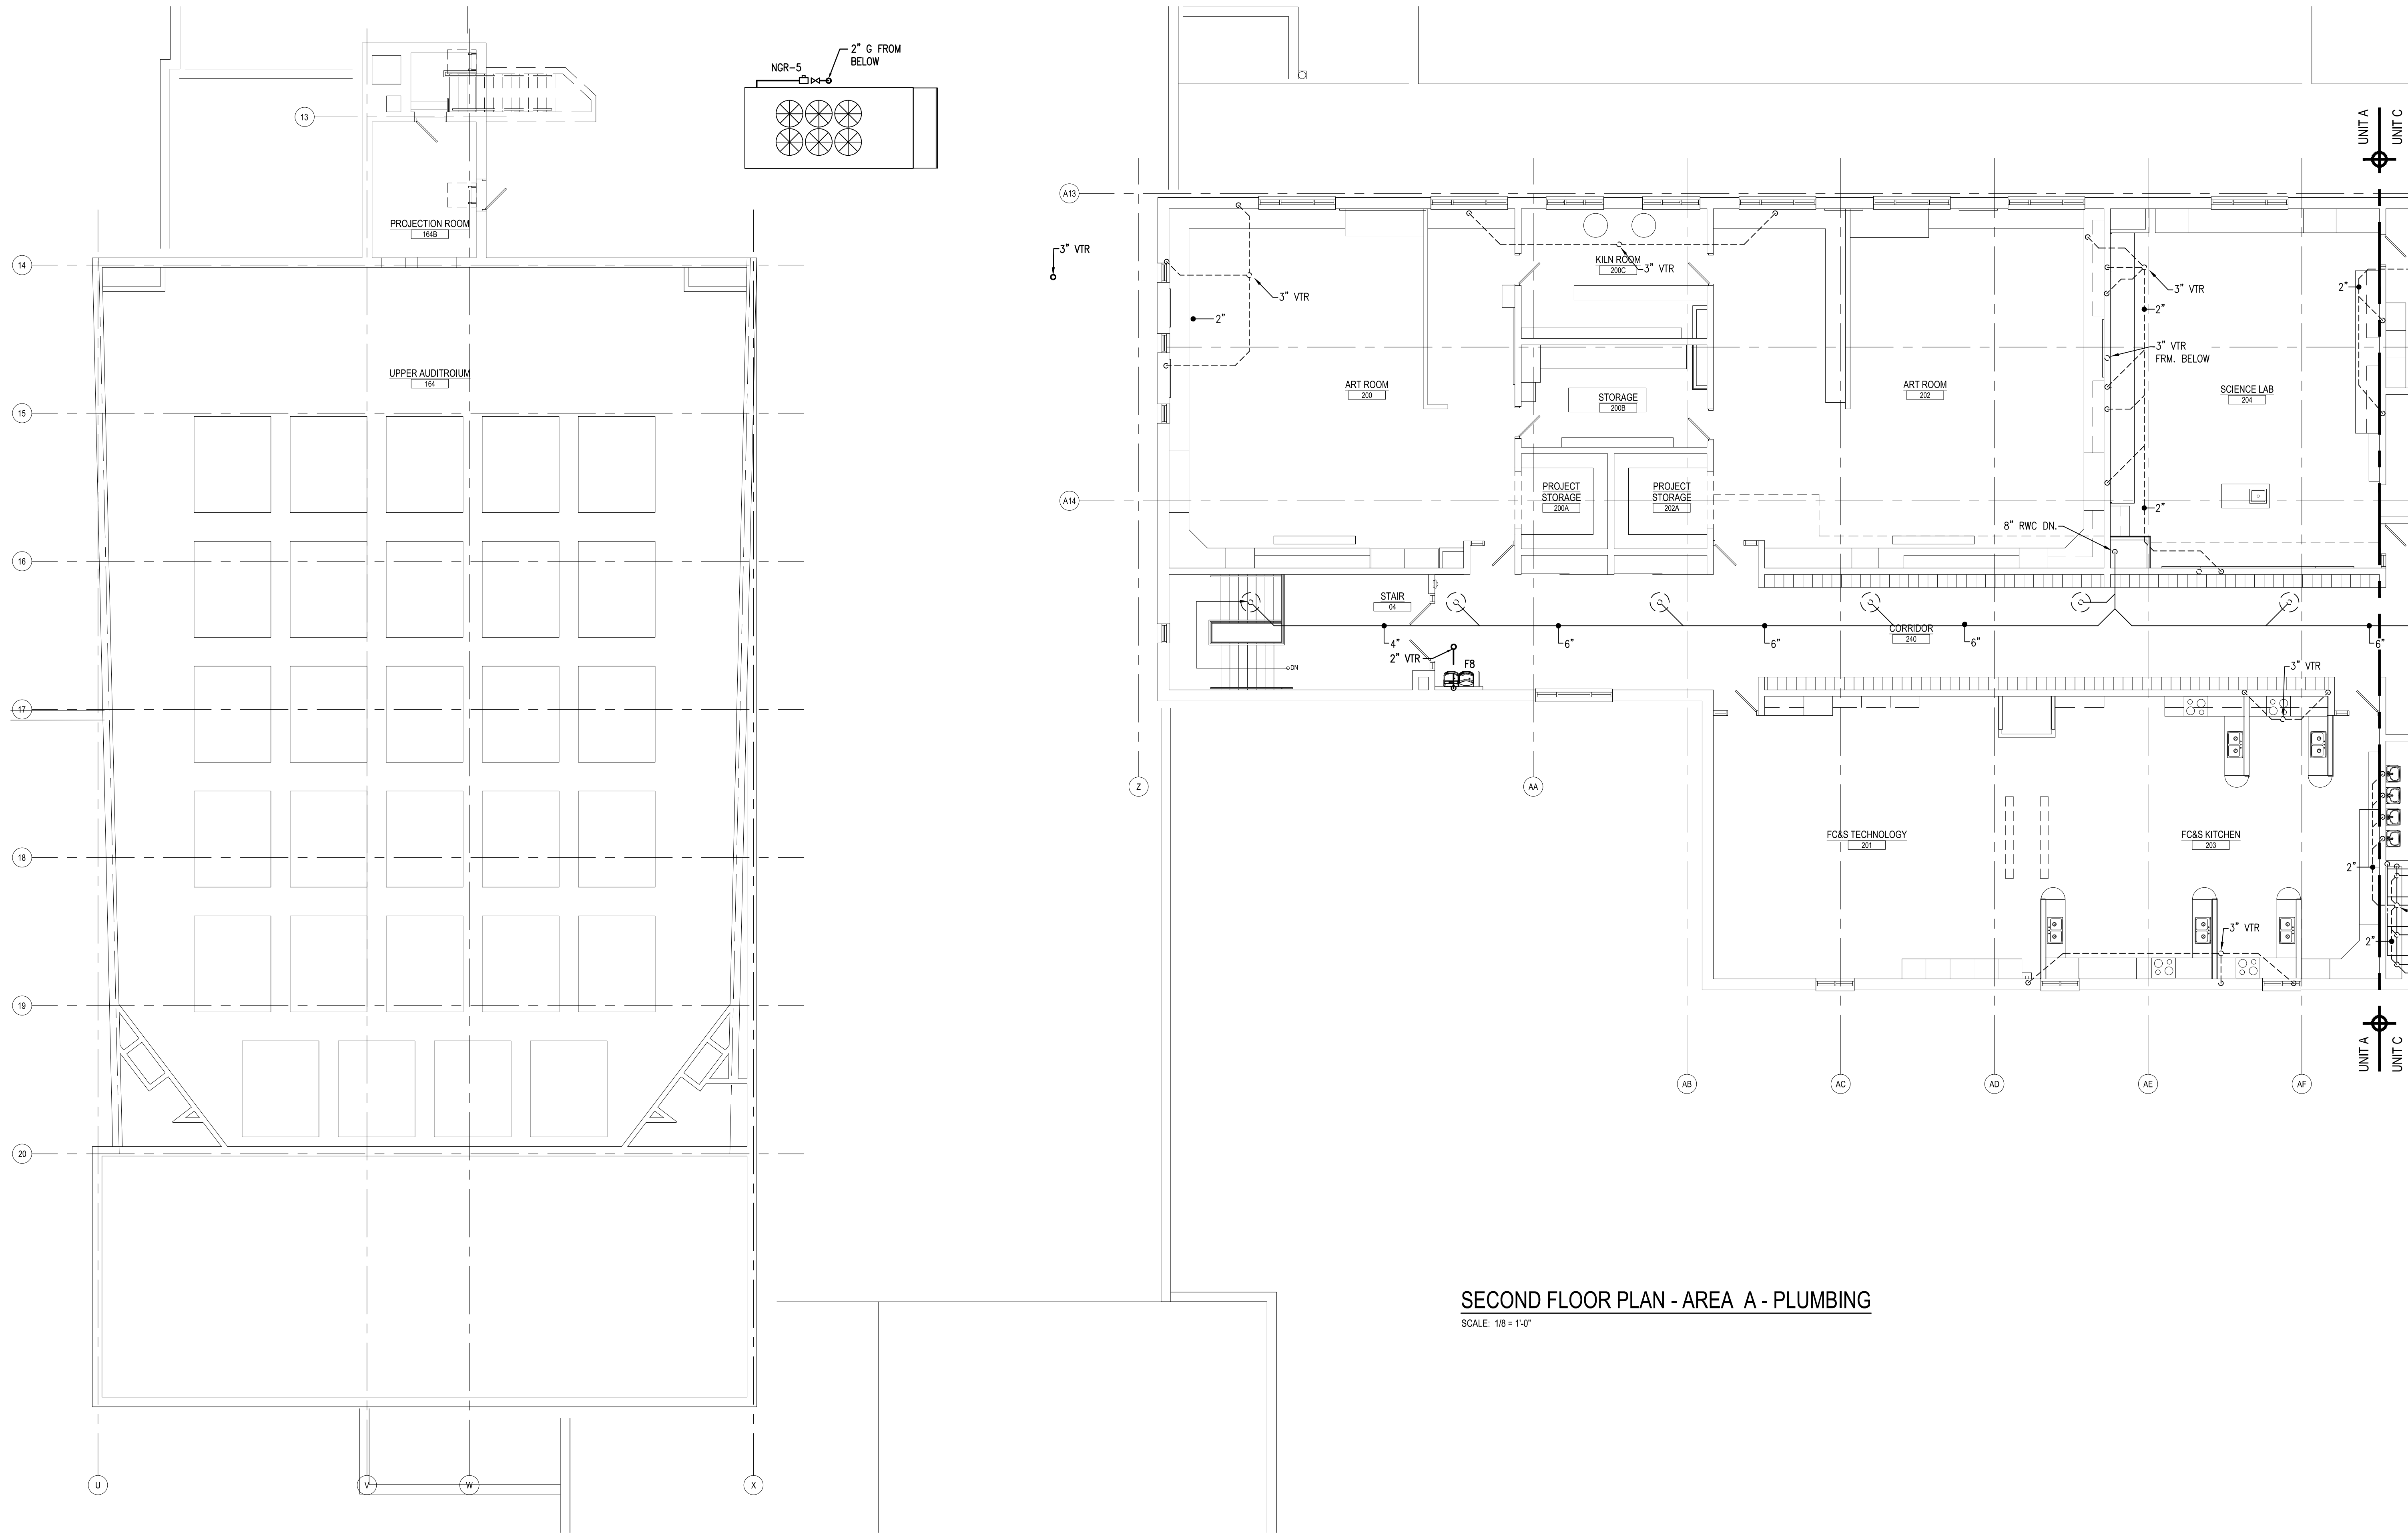 2" G FROM
BELOW
NGR-5
UNIT A
UNIT C
13
A13
PROJECTION ROOM
164B
3" VTR
14
KILN ROOM
200C
3" VTR
3" VTR
3" VTR
2"
2"
2"
3" VTR
FRM. BELOW
UPPER AUDITROIUM
164
ART ROOM
200
STORAGE
200B
ART ROOM
202
SCIENCE LAB
204
15
PROJECT
STORAGE
200A
PROJECT
STORAGE
202A
A14
2"
8" RWC DN.
16
STAIR
04
CORRIDOR
240
4"
6"
6"
6"
6"
2" VTR
F8
DN
3" VTR
17
Z
AA
FC&S TECHNOLOGY
201
FC&S KITCHEN
203
18
2"
3" VTR
2"
19
UNIT A
UNIT C
AB
AC
AD
AE
AF
20
SECOND FLOOR PLAN - AREA A - PLUMBING
SCALE: 1/8 = 1'-0"
U
V
W
X